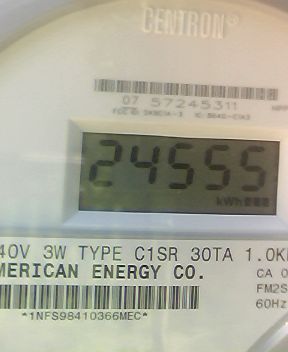 CENTRON®
07 57245311
24555
kWh
40V 3W TYPE C1SR 30TA 1.0K
MERICAN ENERGY CO.
CA 0
FM2S
60Hz
*1NFS98410366MEC*